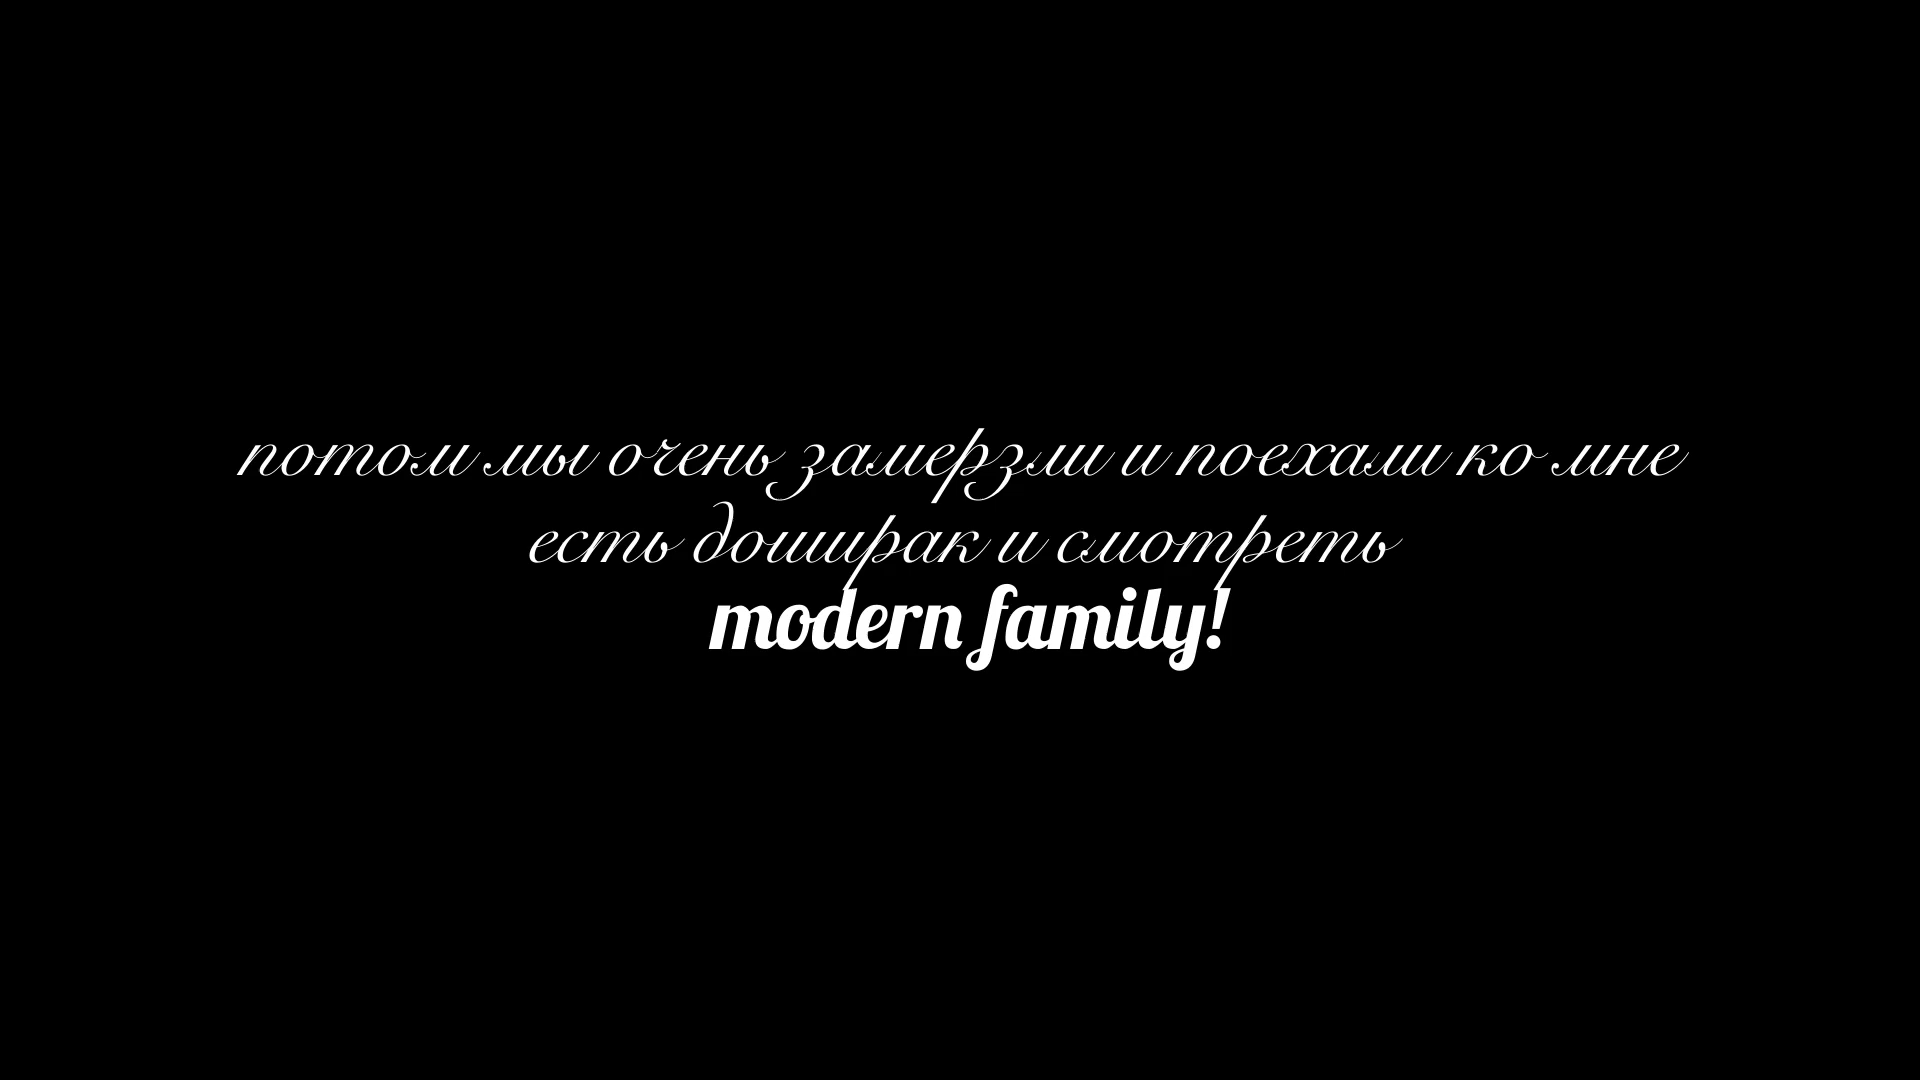 потом мы очень замерзли и поехали ко мне
есть доширак и смотреть
modern family!